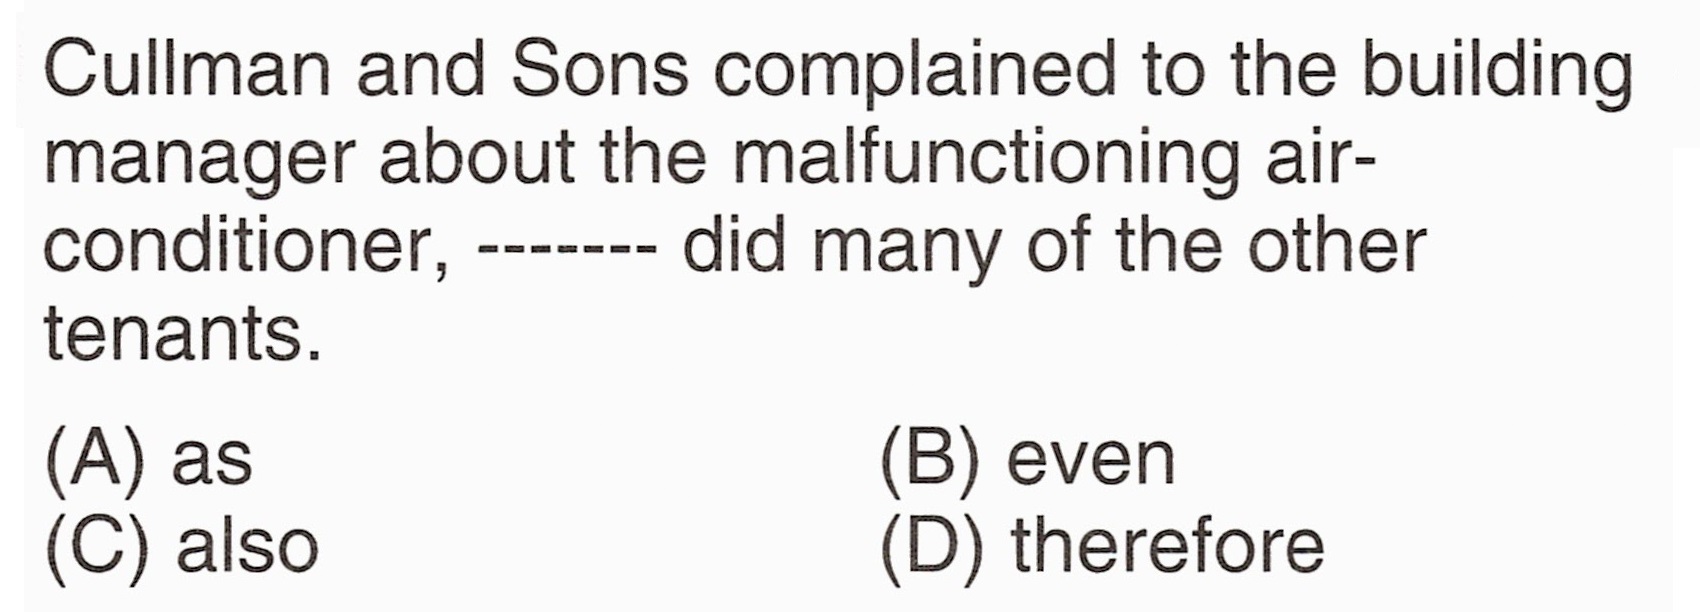 Cullman and Sons complained to the building
manager about the malfunctioning air-
conditioner, ------- did many of the other
tenants.
(A) as (B) even
(C) also (D) therefore